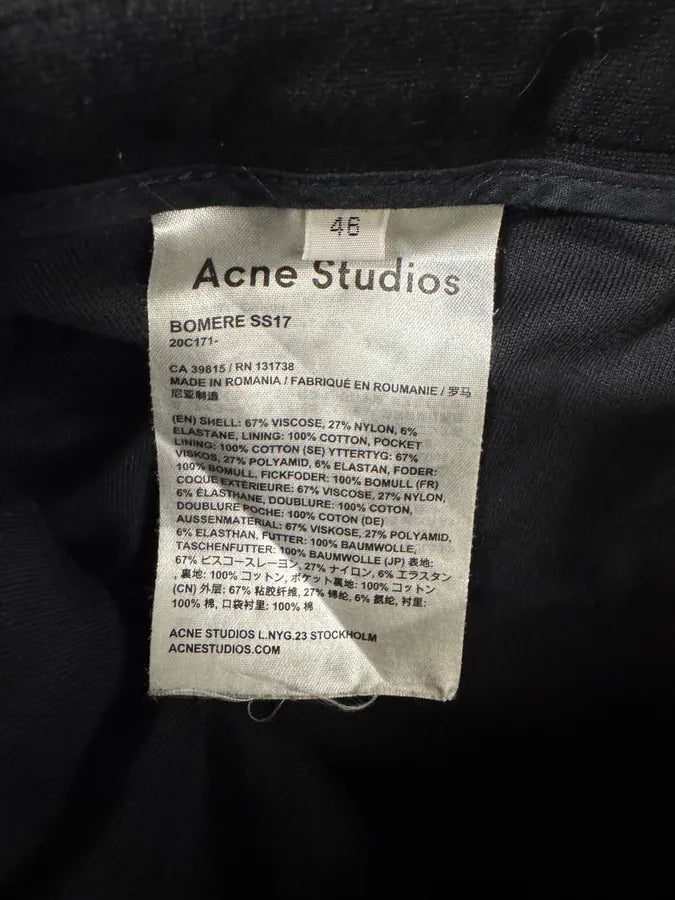 46
Acne Studios
BOMERE SS17
20C171-
CA 39815 / RN 131738
MADE IN ROMANIA / FABRIQUÉ EN ROUMANIE / 罗马
尼亚制造
(EN) SHELL: 67% VISCOSE, 27% NYLON, 6%
ELASTANE, LINING: 100% COTTON, POCKET
LINING: 100% COTTON (SE) YTTERTYG: 67%
VISKOS, 27% POLYAMID, 6% ELASTAN, FODER:
100% BOMULL, FICKFODER: 100% BOMULL (FR)
COQUE EXTÉRIEURE: 67% VISCOSE, 27% NYLON,
6% ÉLASTHANE, DOUBLURE: 100% COTON,
DOUBLURE POCHE: 100% COTON (DE)
AUSSENMATERIAL: 67% VISKOSE, 27% POLYAMID,
6% ELASTHAN, FUTTER: 100% BAUMWOLLE,
TASCHENFUTTER: 100% BAUMWOLLE (JP) 表地:
67% ビスコースレーヨン, 27% ナイロン, 6% エラスタン
, 裏地: 100% コットン, ポケット裏地: 100% コットン
(CN) 外层: 67% 粘胶纤维, 27% 锦纶, 6% 氨纶, 衬里:
100% 棉, 口袋衬里: 100% 棉
ACNE STUDIOS L.NYG.23 STOCKHOLM
ACNESTUDIOS.COM